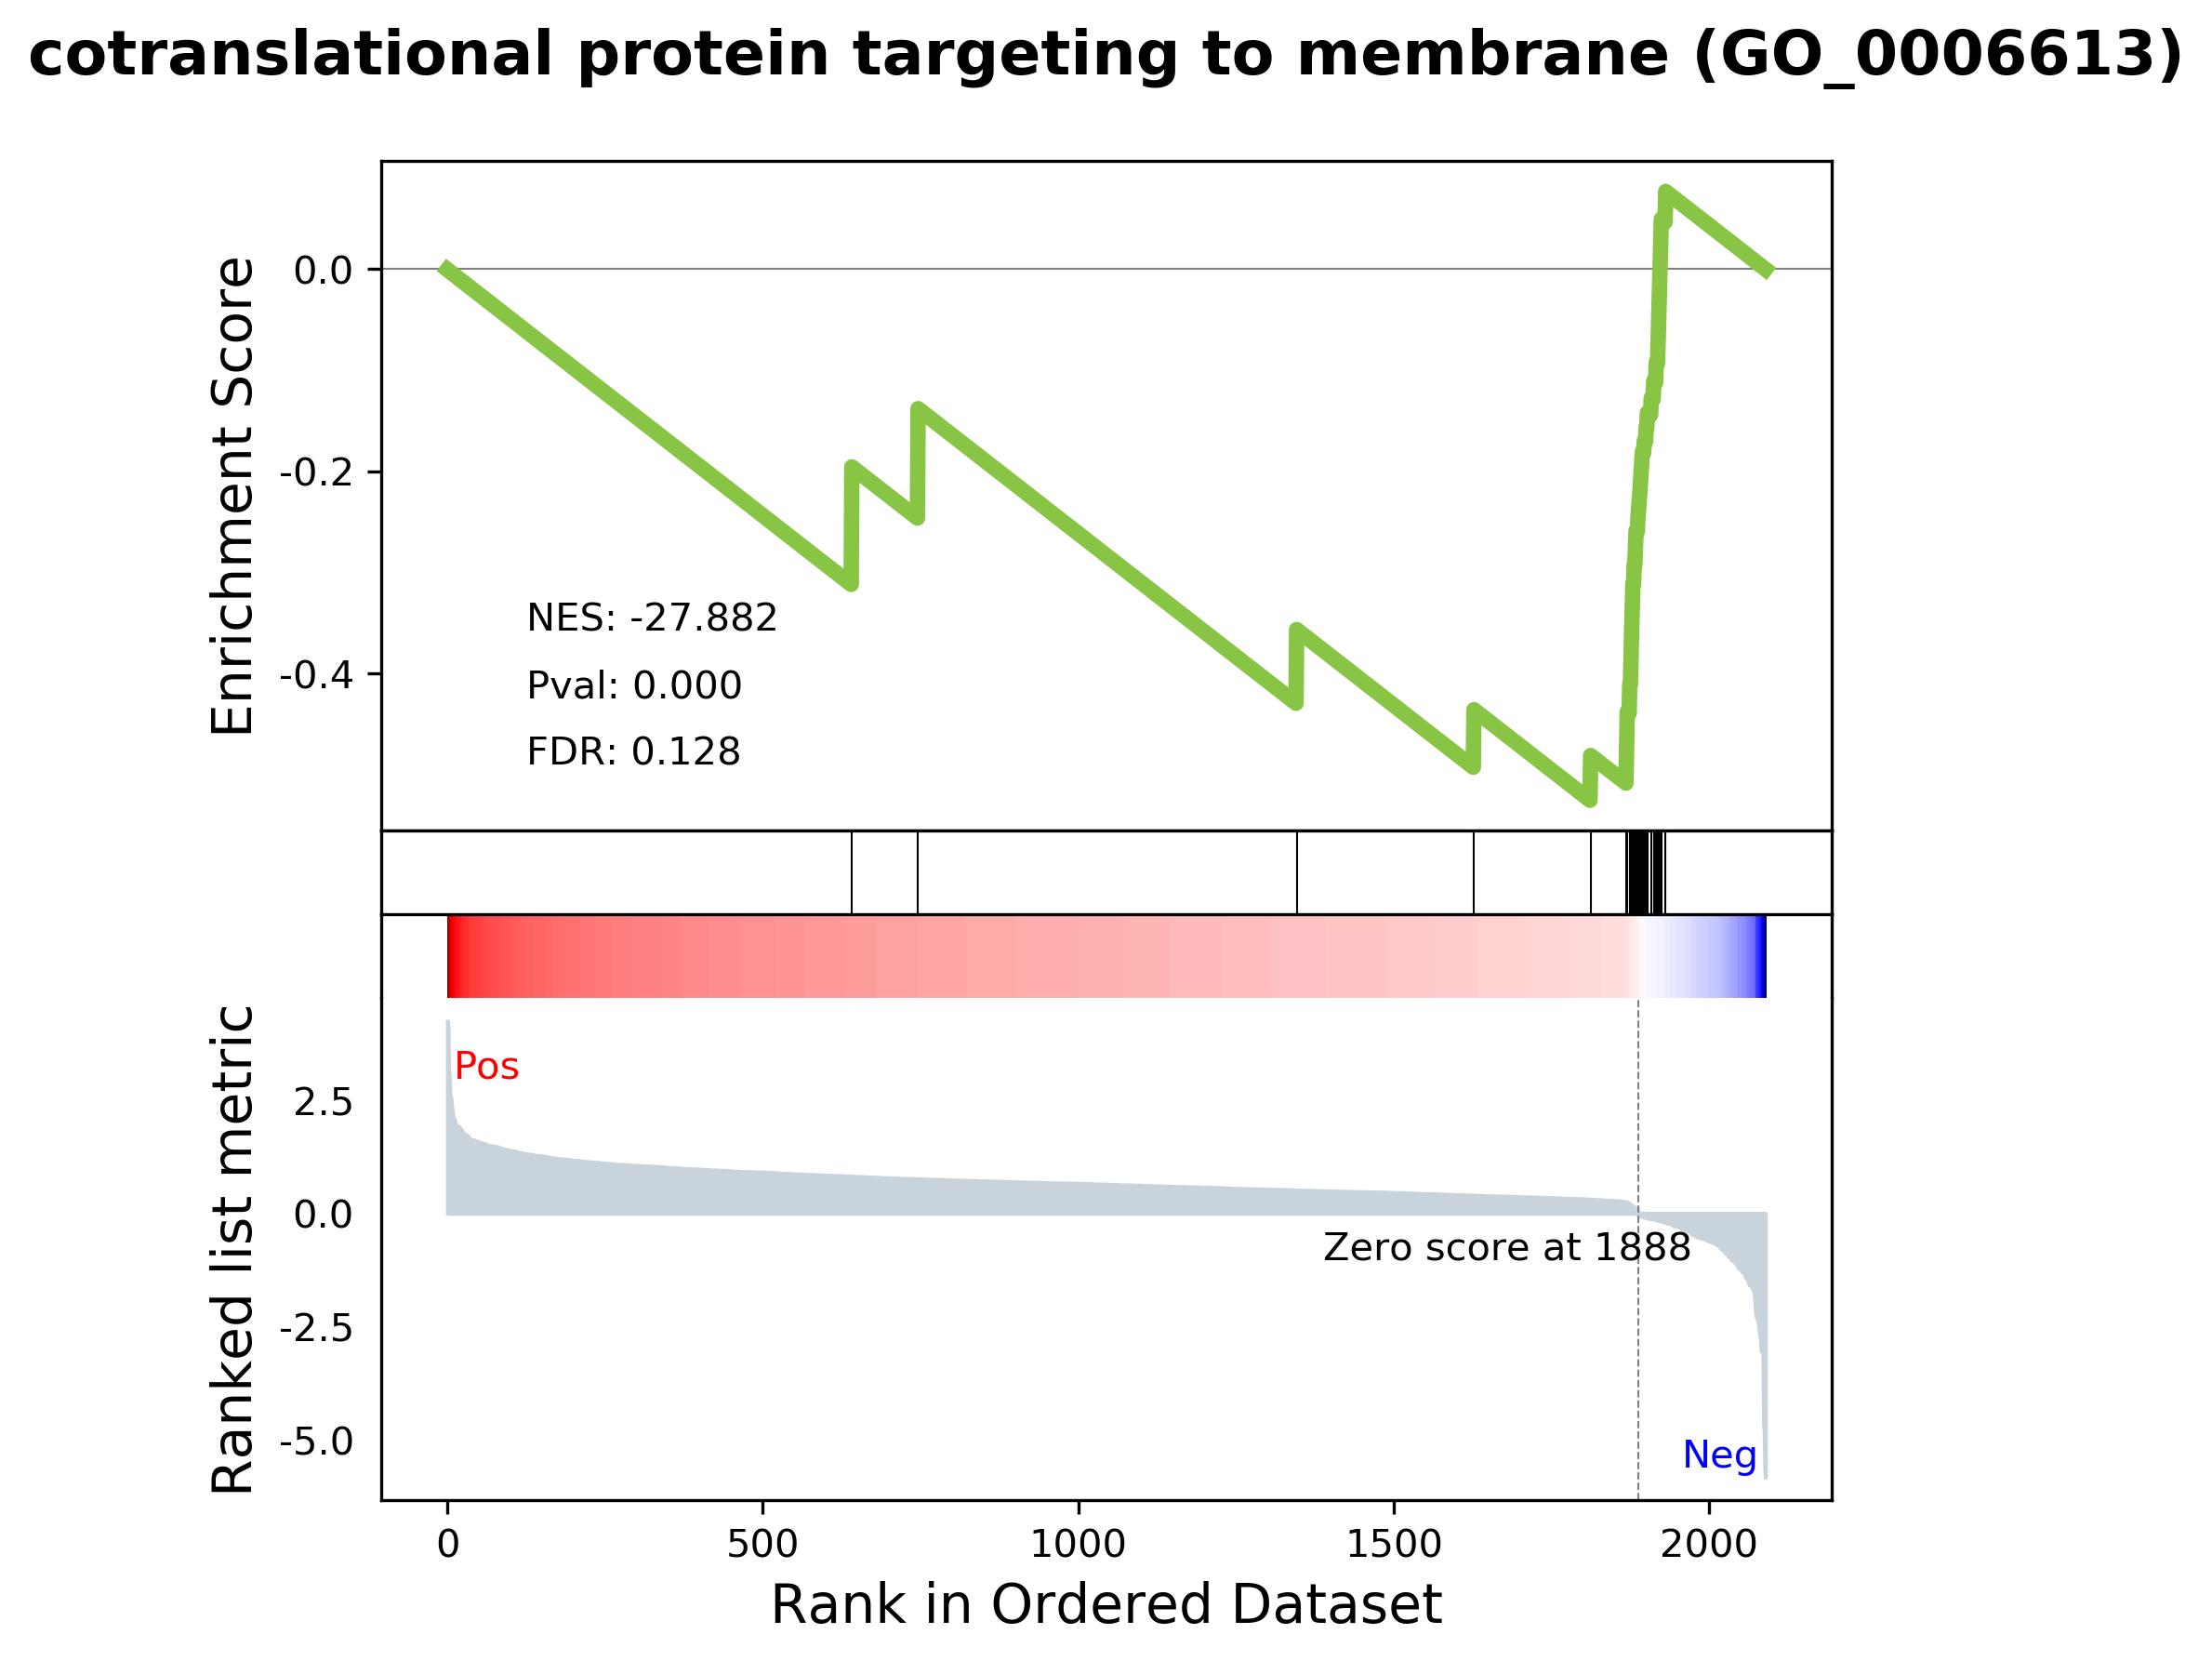 cotranslational protein targeting to membrane (GO_0006613)
Enrichment Score
0.0
-0.2
-0.4
NES: -27.882
Pval: 0.000
FDR: 0.128
Ranked list metric
Pos
2.5
0.0
-2.5
-5.0
Zero score at 1888
Neg
0 500 1000 1500 2000
Rank in Ordered Dataset